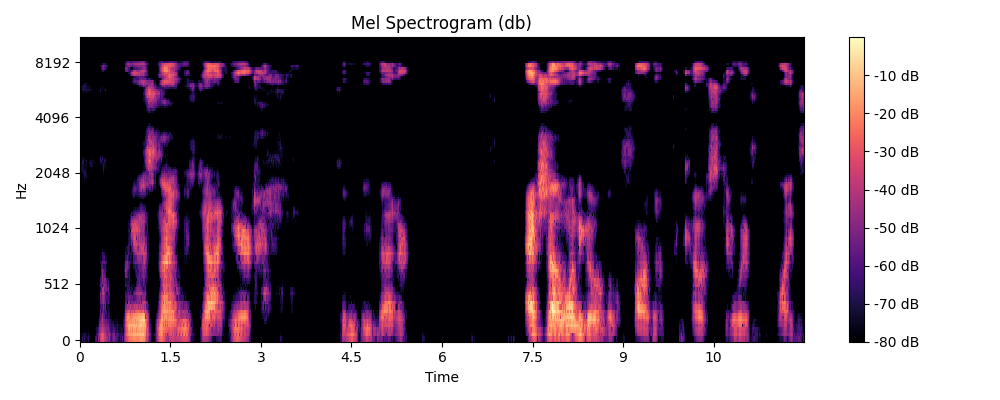 Mel Spectrogram (db)
8192
4096
2048
1024
512
0
Hz
0 1.5 3 4.5 6 7.5 9 10
Time
-10 dB
-20 dB
-30 dB
-40 dB
-50 dB
-60 dB
-70 dB
-80 dB